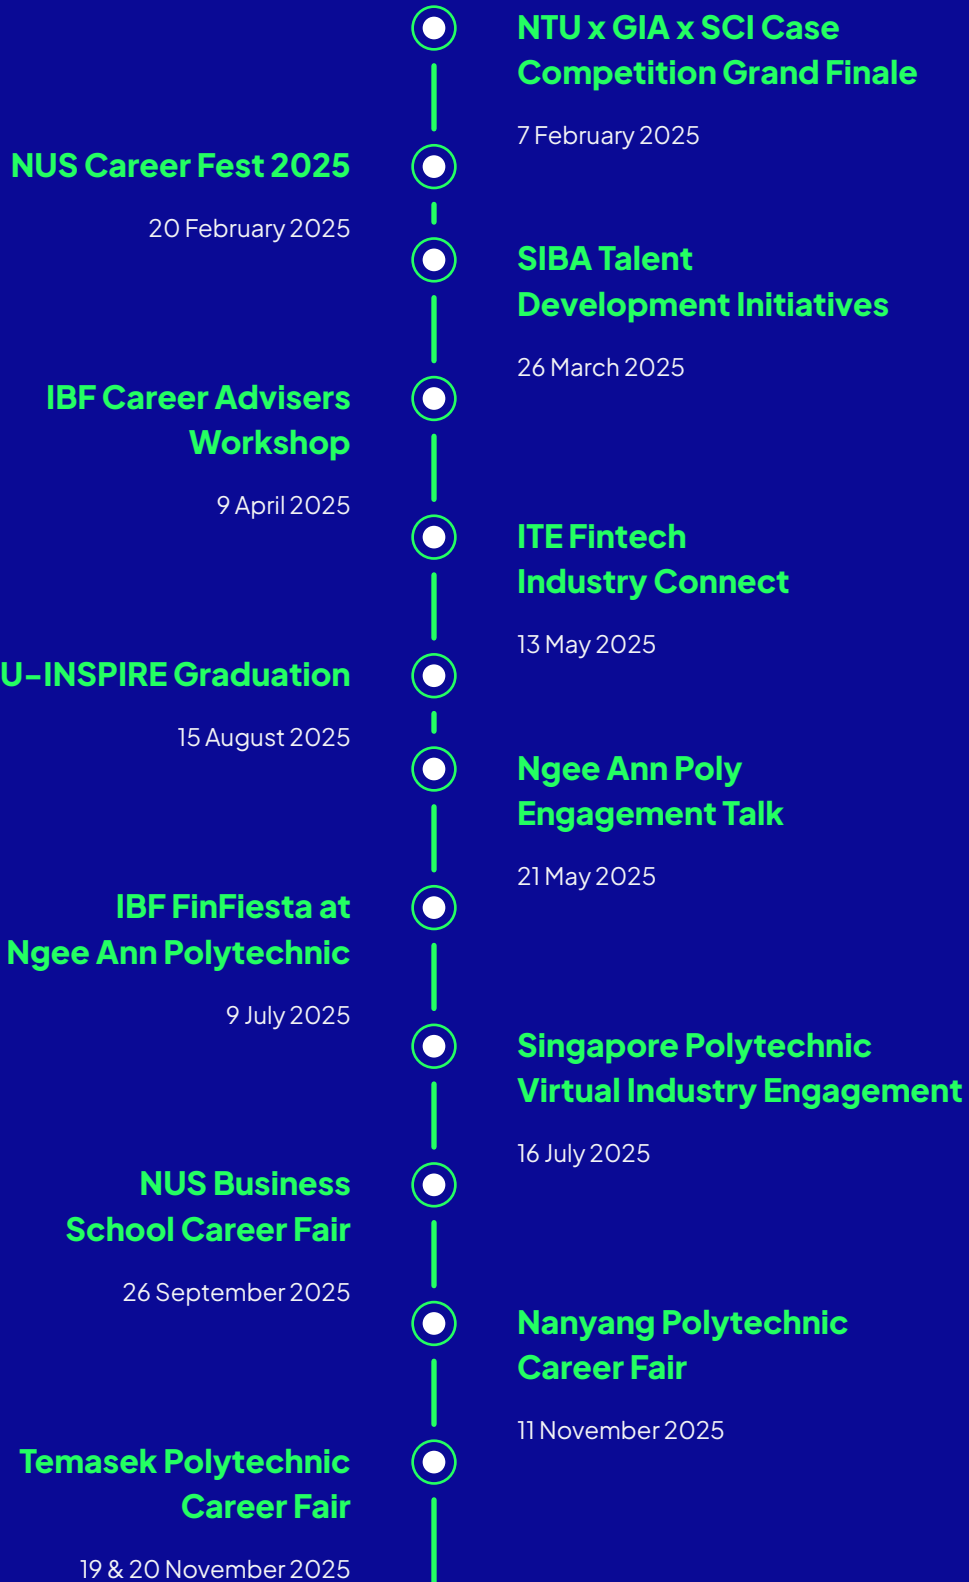 NTU x GIA x SCI Case
Competition Grand Finale
7 February 2025
NUS Career Fest 2025
20 February 2025
SIBA Talent
Development Initiatives
26 March 2025
IBF Career Advisers
Workshop
9 April 2025
ITE Fintech
Industry Connect
13 May 2025
U-INSPIRE Graduation
15 August 2025
Ngee Ann Poly
Engagement Talk
21 May 2025
IBF FinFiesta at
Ngee Ann Polytechnic
9 July 2025
Singapore Polytechnic
Virtual Industry Engagement
16 July 2025
NUS Business
School Career Fair
26 September 2025
Nanyang Polytechnic
Career Fair
11 November 2025
Temasek Polytechnic
Career Fair
19 & 20 November 2025